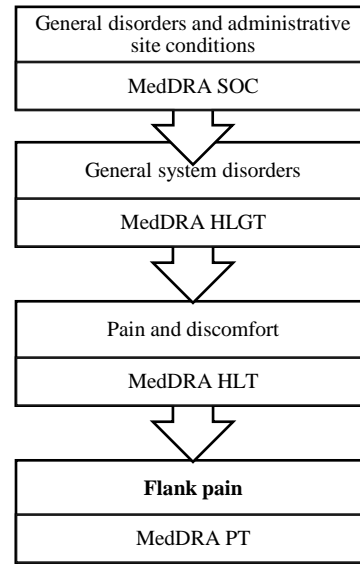 General disorders and administrative
site conditions
MedDRA SOC
General system disorders
MedDRA HLGT
Pain and discomfort
MedDRA HLT
Flank pain
MedDRA PT